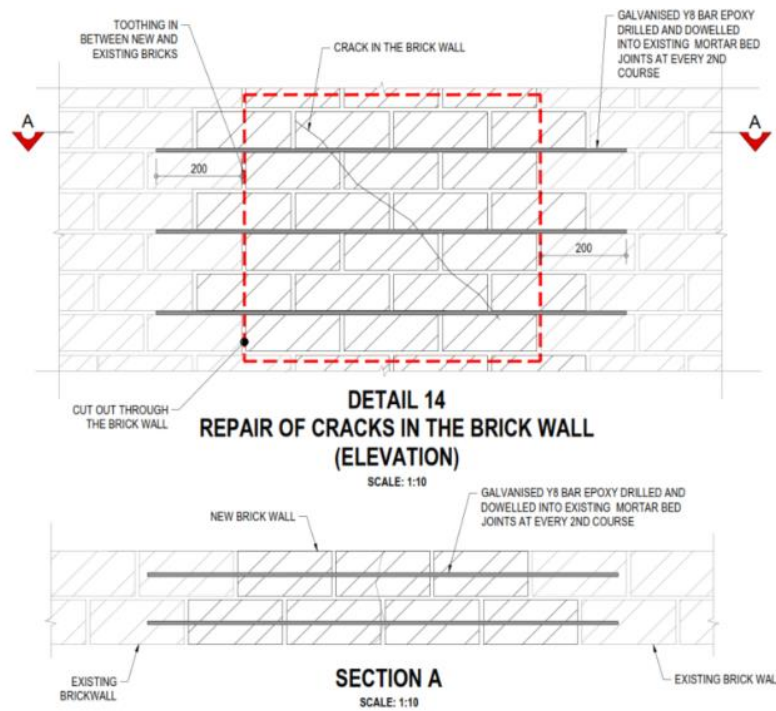 TOOTHING IN
BETWEEN NEW AND
EXISTING BRICKS
CRACK IN THE BRICK WALL
GALVANISED Y8 BAR EPOXY
DRILLED AND DOWELLED
INTO EXISTING MORTAR BED
JOINTS AT EVERY 2ND
COURSE
A
A
200
200
CUT OUT THROUGH
THE BRICK WALL
DETAIL 14
REPAIR OF CRACKS IN THE BRICK WALL
(ELEVATION)
SCALE: 1:10
NEW BRICK WALL
GALVANISED Y8 BAR EPOXY DRILLED AND
DOWELLED INTO EXISTING MORTAR BED
JOINTS AT EVERY 2ND COURSE
EXISTING
BRICKWALL
SECTION A
SCALE: 1:10
EXISTING BRICK WAL